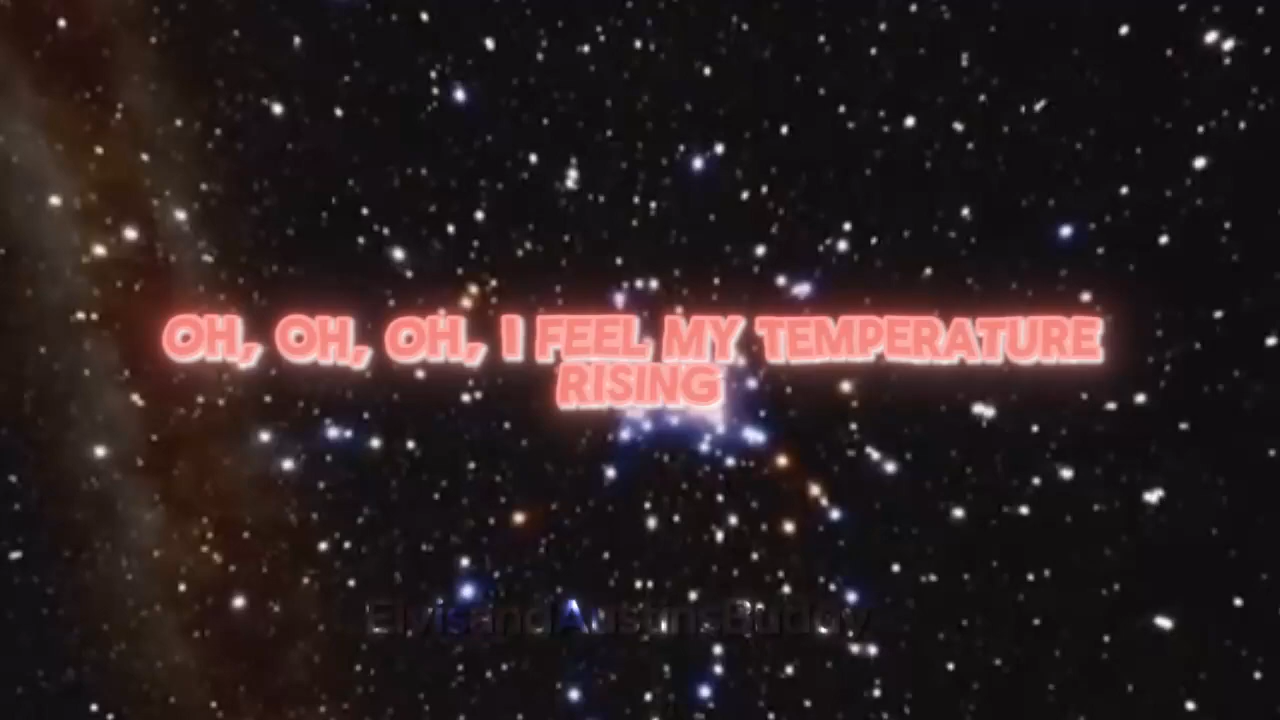 OH, OH, OH, I FEEL MY TEMPERATURE
RISING
ElvisandAustinsBuddy